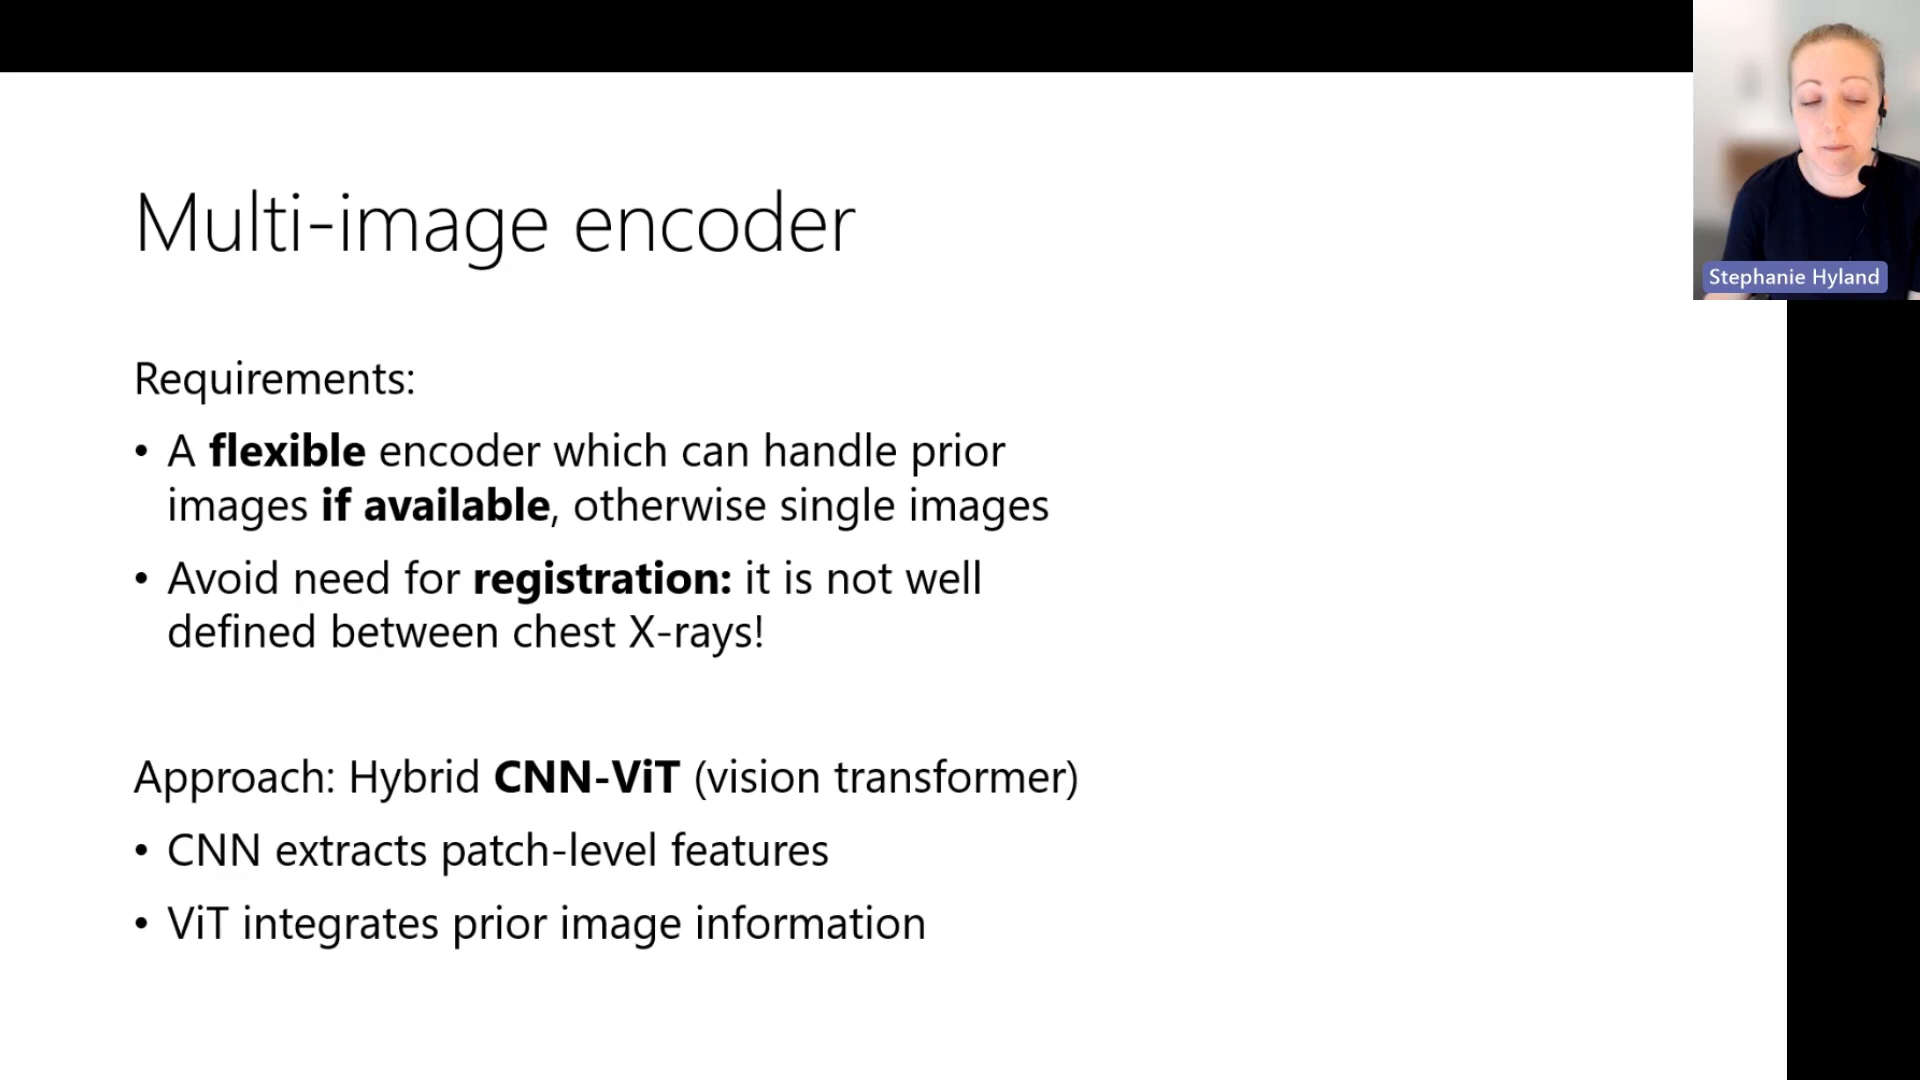 Multi-image encoder
Stephanie Hyland
Requirements:
• A flexible encoder which can handle prior
images if available, otherwise single images
• Avoid need for registration: it is not well
defined between chest X-rays!
Approach: Hybrid CNN-ViT (vision transformer)
• CNN extracts patch-level features
• ViT integrates prior image information